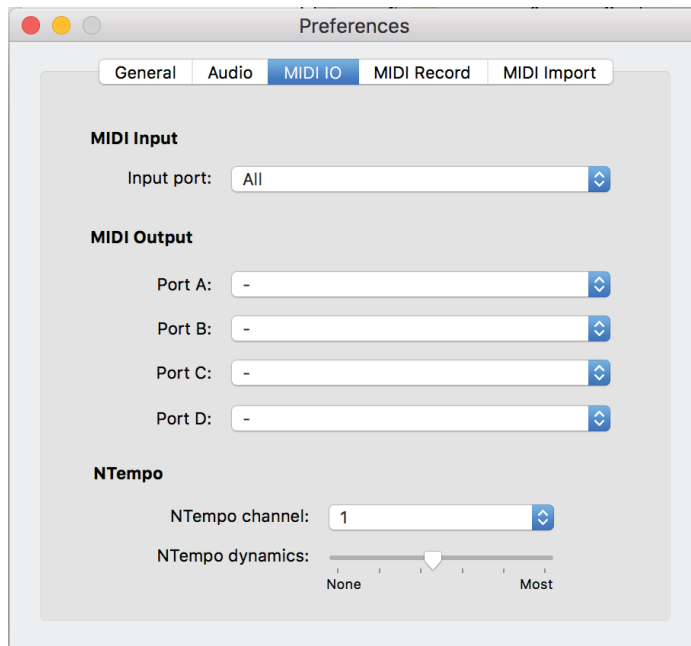 Preferences
General Audio MIDI IO MIDI Record MIDI Import
MIDI Input
Input port: All
MIDI Output
Port A: -
Port B: -
Port C: -
Port D: -
NTempo
NTempo channel: 1
NTempo dynamics:
None Most